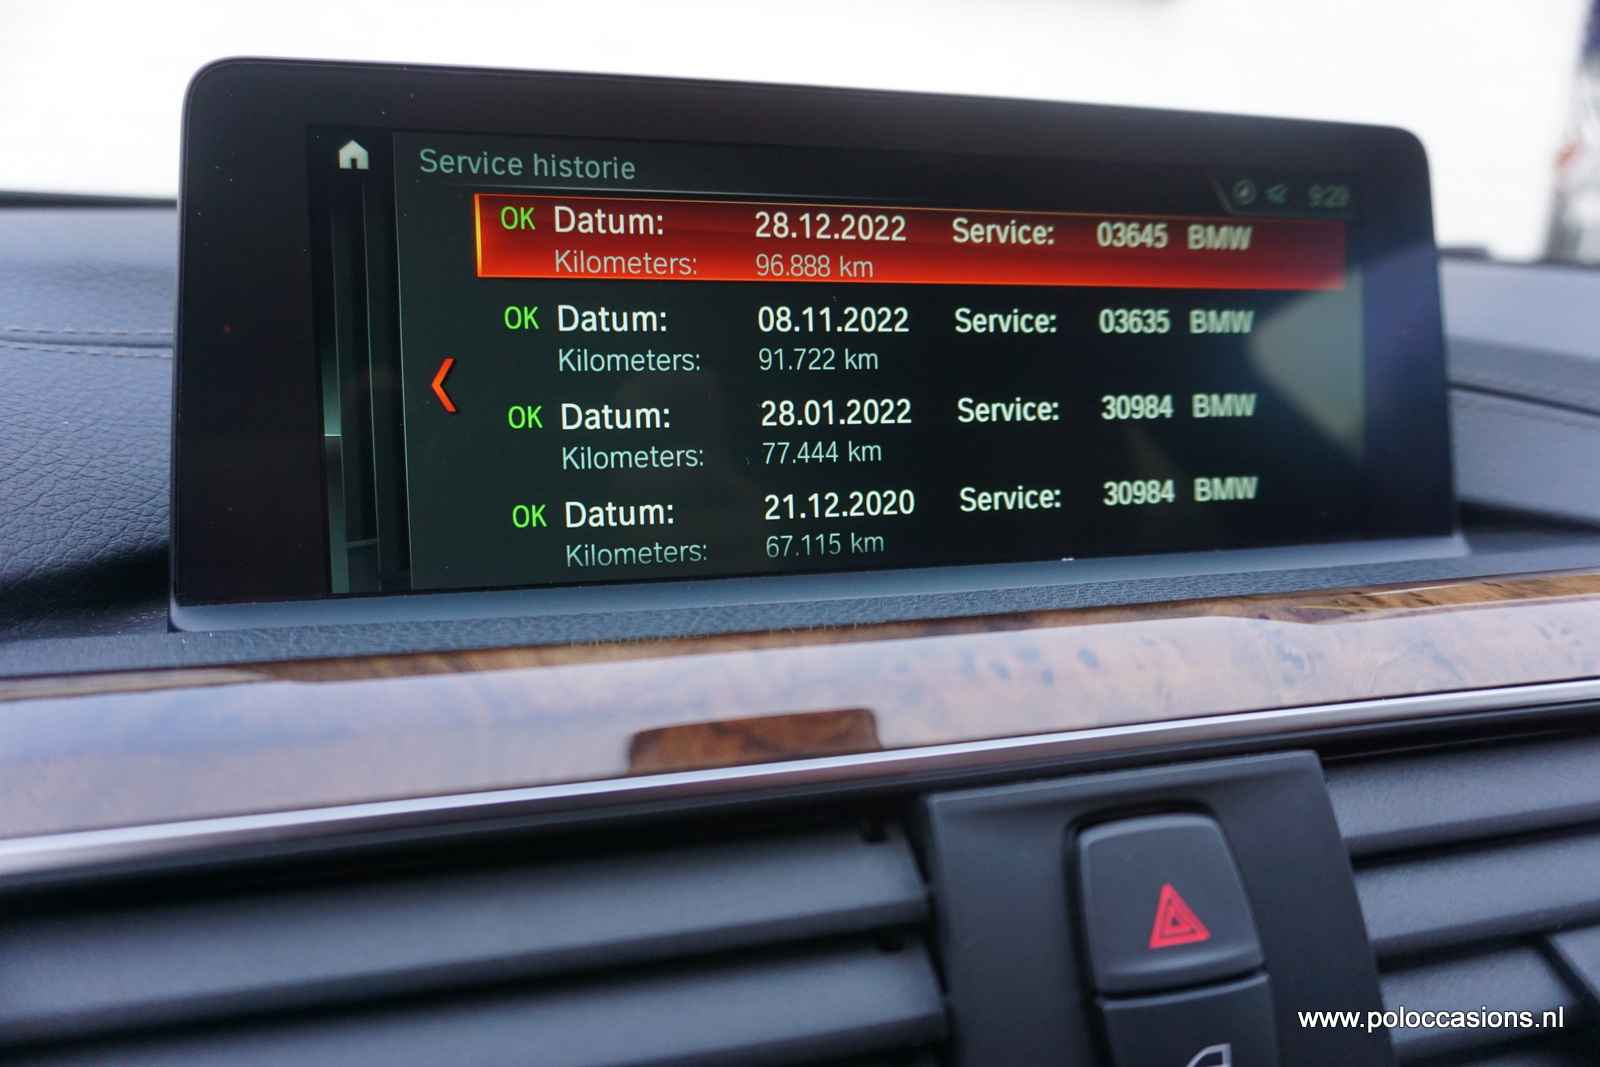 Service historie
9:29
OK Datum: 28.12.2022 Service: 03645 BMW
Kilometers: 96.888 km
OK Datum: 08.11.2022 Service: 03635 BMW
Kilometers: 91.722 km
OK Datum: 28.01.2022 Service: 30984 BMW
Kilometers: 77.444 km
OK Datum: 21.12.2020 Service: 30984 BMW
Kilometers: 67.115 km
www.poloccasions.nl